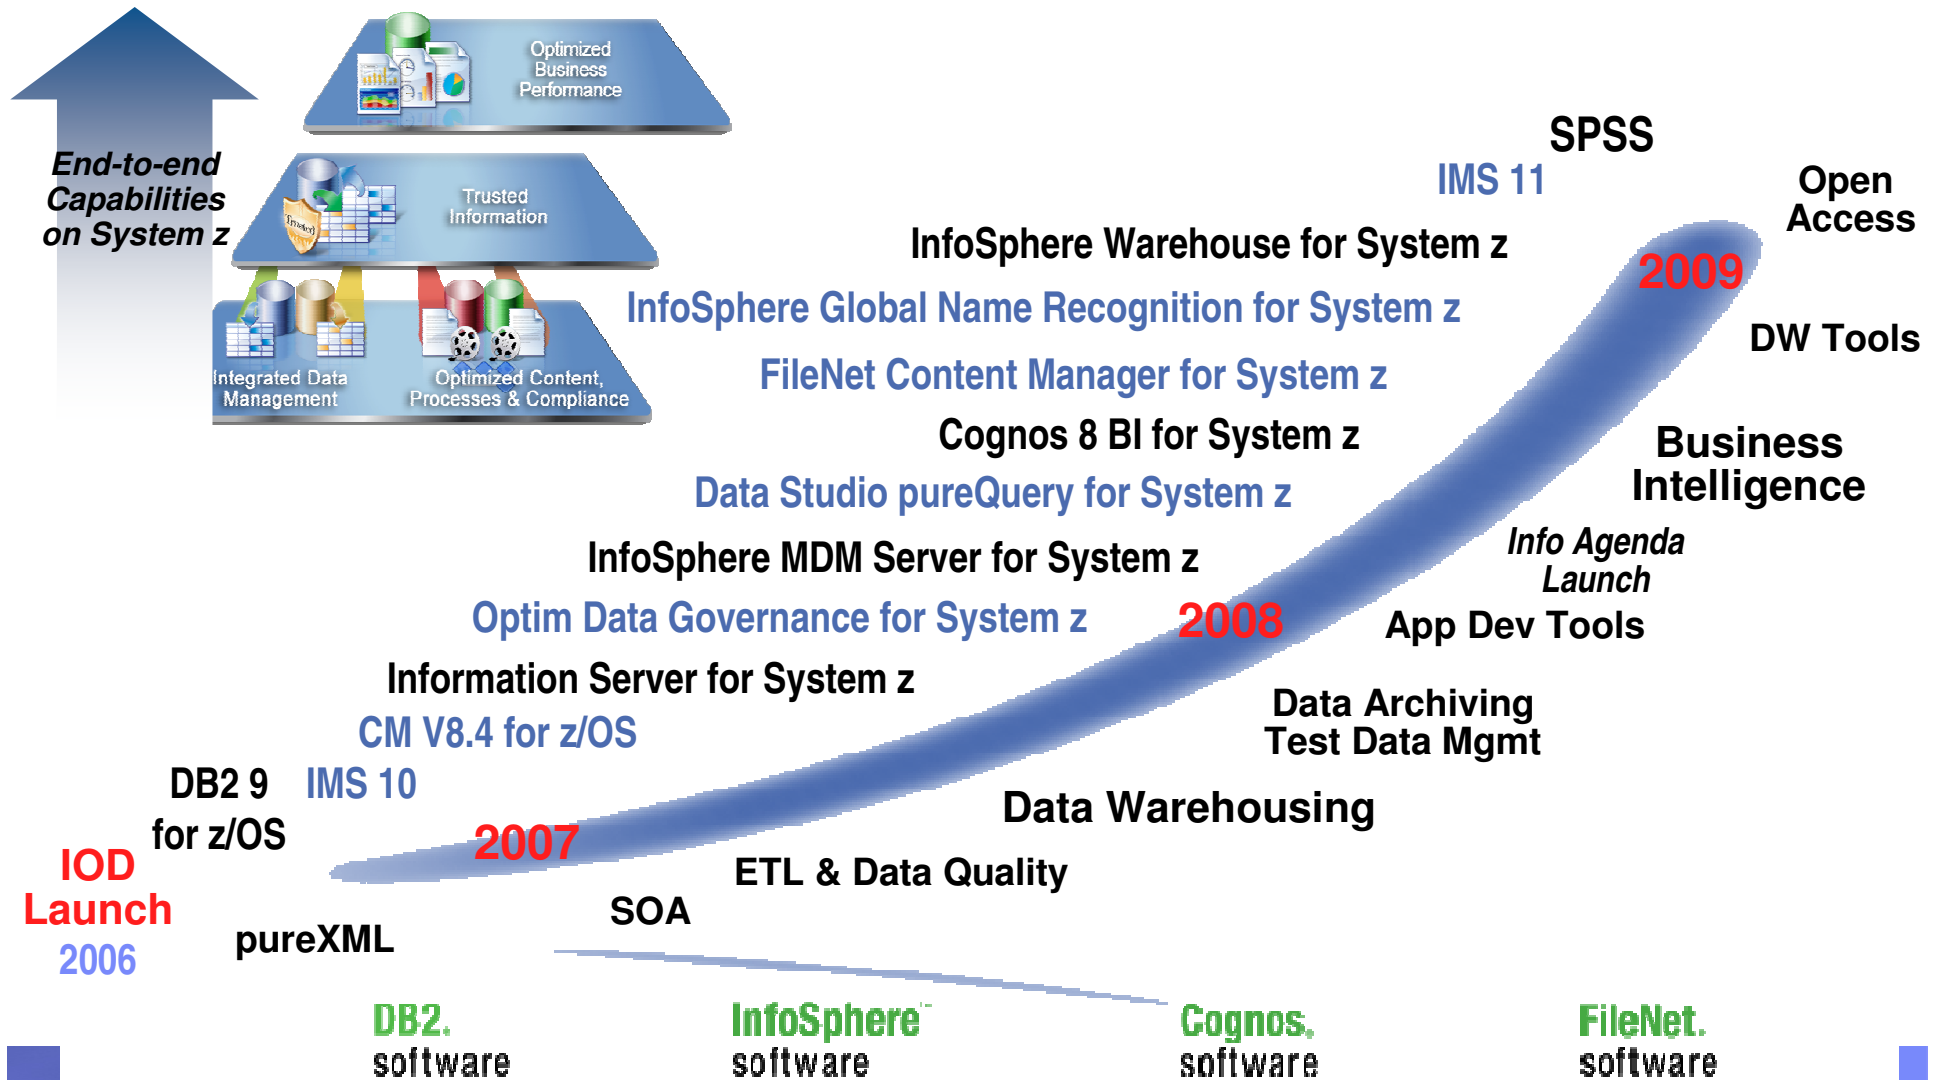 Optimized
Business
Performance
End-to-end
Capabilities
on System z
Trusted
Trusted
Information
Integrated Data
Management
Optimized Content,
Processes & Compliance
SPSS
IMS 11
Open
Access
InfoSphere Warehouse for System z
2009
InfoSphere Global Name Recognition for System z
DW Tools
FileNet Content Manager for System z
Cognos 8 BI for System z
Business
Intelligence
Data Studio pureQuery for System z
Info Agenda
Launch
InfoSphere MDM Server for System z
Optim Data Governance for System z
2008
App Dev Tools
Information Server for System z
Data Archiving
Test Data Mgmt
CM V8.4 for z/OS
DB2 9
for z/OS
IMS 10
Data Warehousing
2007
IOD
Launch
2006
ETL & Data Quality
SOA
pureXML
DB2.
software
InfoSphere™
software
Cognos.
software
FileNet.
software